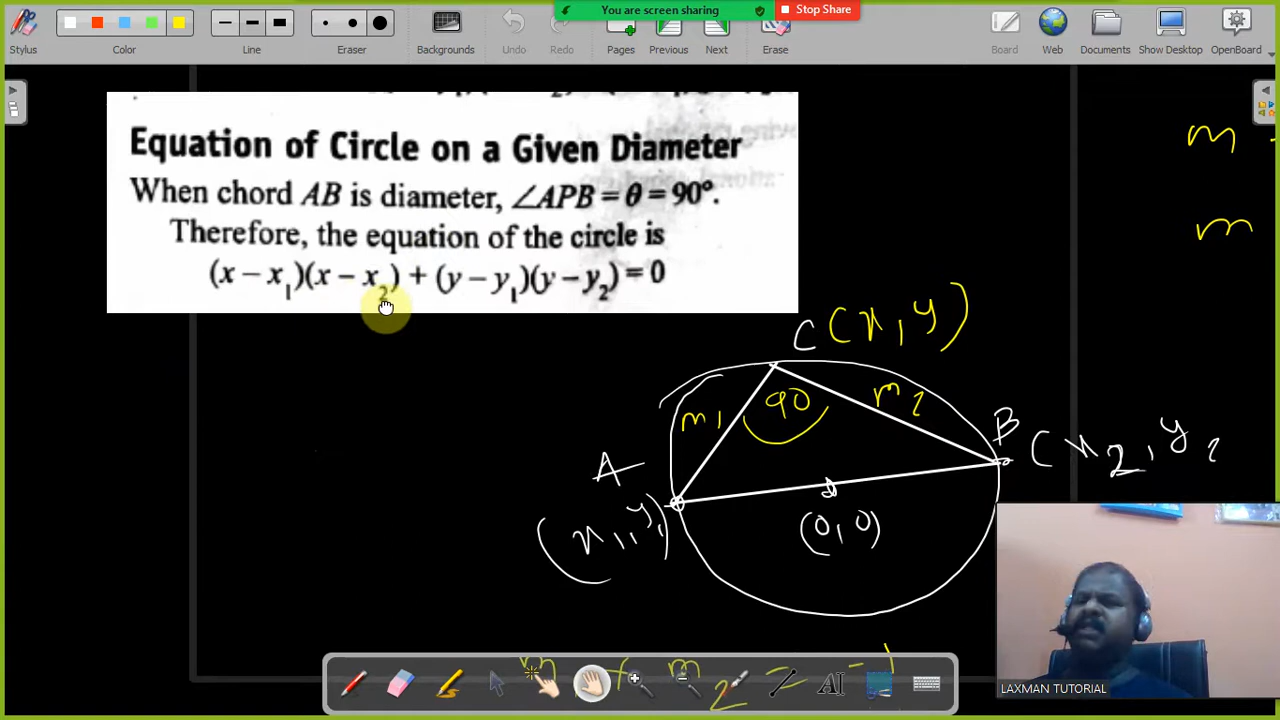 You are screen sharing
Stop Share
Stylus
Color
Line
Eraser
Backgrounds
Undo
Redo
Pages
Previous
Next
Erase
Board
Web
Documents
Show Desktop
OpenBoard
Equation of Circle on a Given Diameter
When chord AB is diameter, ∠APB = θ = 90°.
Therefore, the equation of the circle is
(x – x₁)(x – x₂) + (y – y₁)(y – y₂) = 0
m
m
C (x, y)
m₁
90
m₂
B (x₂, y₂
A
(x₁, y₁)
(0, 0)
LAXMAN TUTORIAL